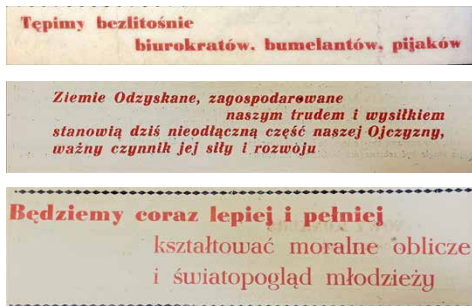 Tępimy bezlitośnie
biurokratów, bumelantów, pijaków
Ziemie Odzyskane, zagospodarowane
naszym trudem i wysiłkiem
stanowią dziś nieodłączną część naszej Ojczyzny,
ważny czynnik jej siły i rozwoju
Będziemy coraz lepiej i pełniej
kształtować moralne oblicze
i światopogląd młodzieży